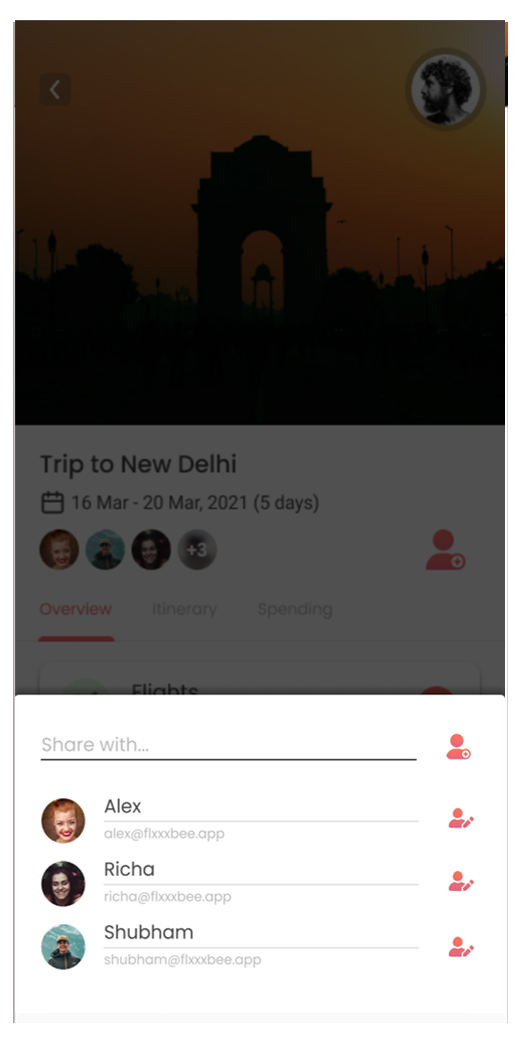 Trip to New Delhi
16 Mar - 20 Mar, 2021 (5 days)
+3
Overview Itinerary Spending
Flights
Share with...
Alex
alex@flxxxbee.app
Richa
richa@flxxxbee.app
Shubham
shubham@flxxxbee.app